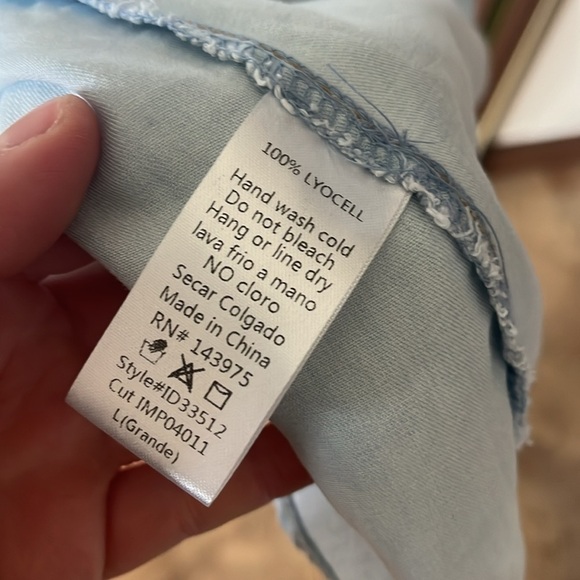 100% LYOCELL
Hand wash cold
Do not bleach
Hang or line dry
lava frio a mano
NO cloro
Secar Colgado
Made in China
RN# 143975
Style#ID33512
Cut IMP04011
L(Grande)